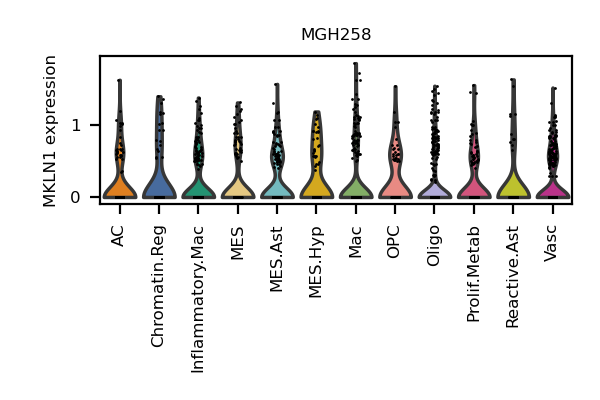 MGH258
MKLN1 expression
1
0
AC
Chromatin.Reg
Inflammatory.Mac
MES
MES.Ast
MES.Hyp
Mac
OPC
Oligo
Prolif.Metab
Reactive.Ast
Vasc